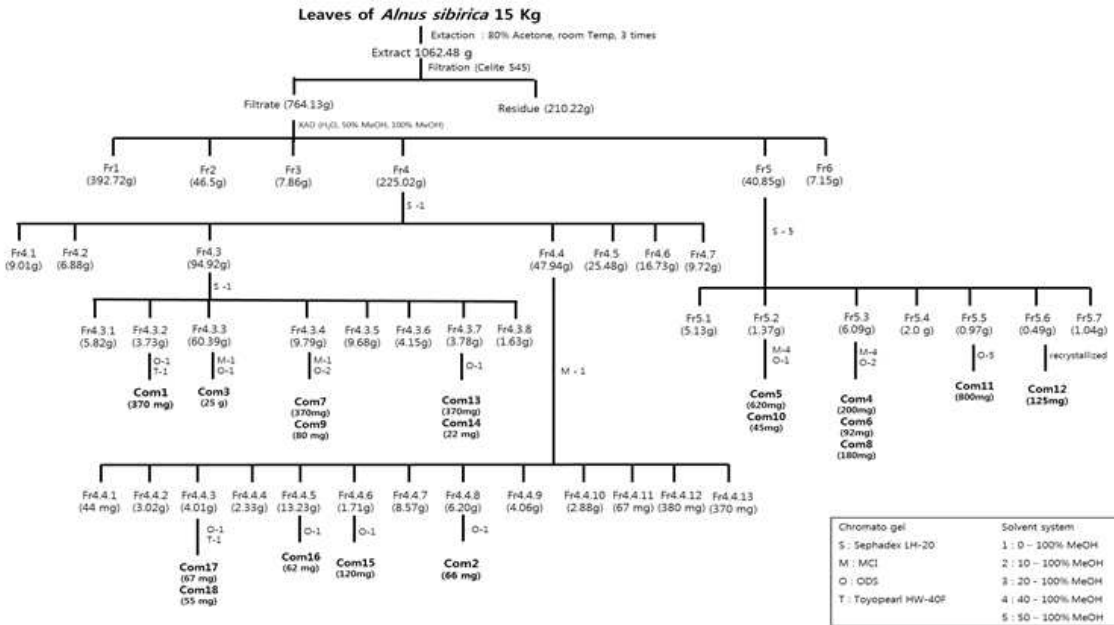 Leaves of Alnus sibirica 15 Kg
Extaction : 80% Acetone, room Temp, 3 times
Extract 1062.48 g
Filtration (Celite 545)
Filtrate (764.13g)
Residue (210.22g)
XAD (H₂O, 50% MeOH, 100% MeOH)
Fr1 Fr2 Fr3 Fr4 Fr5 Fr6
(392.72g) (46.5g) (7.86g) (225.02g) (40.85g) (7.15g)
S -1
S - 5
Fr4.1 Fr4.2 Fr4.3 Fr4.4 Fr4.5 Fr4.6 Fr4.7
(9.01g) (6.88g) (94.92g) (47.94g) (25.48g) (16.73g) (9.72g)
S -1
M - 1
Fr4.3.1 Fr4.3.2 Fr4.3.3 Fr4.3.4 Fr4.3.5 Fr4.3.6 Fr4.3.7 Fr4.3.8
(5.82g) (3.73g) (60.39g) (9.79g) (9.68g) (4.15g) (3.78g) (1.63g)
O-1
T-1
M-1
O-1
M-1
O-2
O-1
Com1
(370 mg)
Com3
(25 g)
Com7
(370mg)
Com9
(80 mg)
Com13
(370mg)
Com14
(22 mg)
Fr5.1 Fr5.2 Fr5.3 Fr5.4 Fr5.5 Fr5.6 Fr5.7
(5.13g) (1.37g) (6.09g) (2.0 g) (0.97g) (0.49g) (1.04g)
M-4
O-1
M-4
O-2
O-5
recrystallized
Com5
(620mg)
Com10
(45mg)
Com4
(200mg)
Com6
(92mg)
Com8
(180mg)
Com11
(800mg)
Com12
(125mg)
Fr4.4.1 Fr4.4.2 Fr4.4.3 Fr4.4.4 Fr4.4.5 Fr4.4.6 Fr4.4.7 Fr4.4.8 Fr4.4.9 Fr4.4.10 Fr4.4.11 Fr4.4.12 Fr4.4.13
(44 mg) (3.02g) (4.01g) (2.33g) (13.23g) (1.71g) (8.57g) (6.20g) (4.06g) (2.88g) (67 mg) (380 mg) (370 mg)
O-1
T-1
O-1
O-1
O-1
Com17
(67 mg)
Com18
(55 mg)
Com16
(62 mg)
Com15
(120mg)
Com2
(66 mg)
Chromato gel Solvent system
S : Sephadex LH-20 1 : 0 – 100% MeOH
M : MCI 2 : 10 – 100% MeOH
O : ODS 3 : 20 - 100% MeOH
T : Toyopearl HW-40F 4 : 40 - 100% MeOH
5 : 50 – 100% MeOH